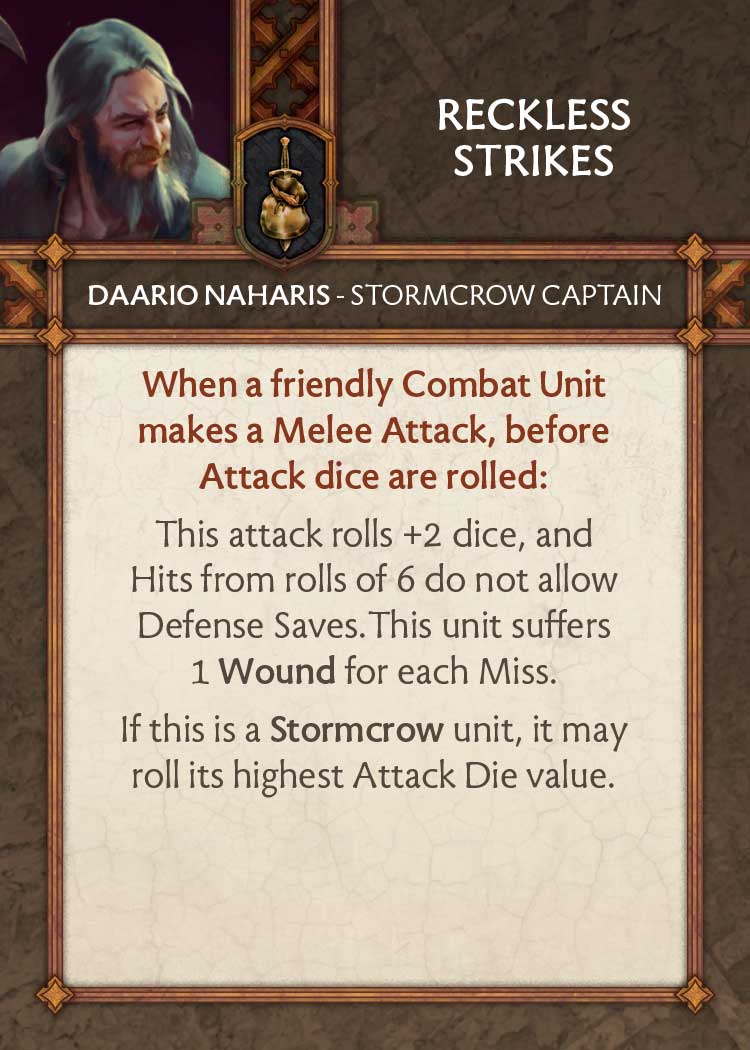 RECKLESS
STRIKES
DAARIO NAHARIS - STORMCROW CAPTAIN
When a friendly Combat Unit
makes a Melee Attack, before
Attack dice are rolled:
This attack rolls +2 dice, and
Hits from rolls of 6 do not allow
Defense Saves. This unit suffers
1 Wound for each Miss.
If this is a Stormcrow unit, it may
roll its highest Attack Die value.